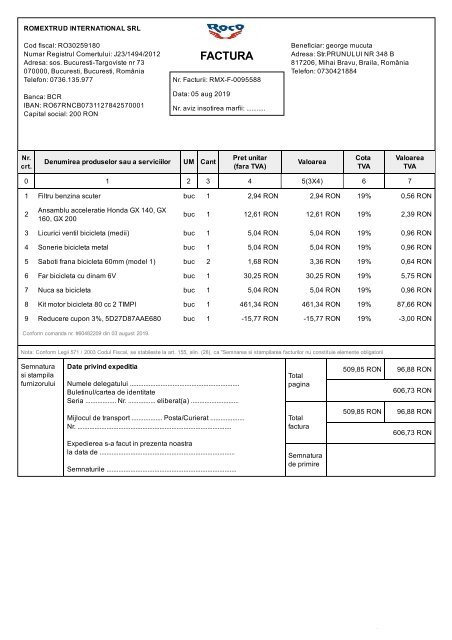 ROMEXTRUD INTERNATIONAL SRL
Cod fiscal: RO30259180
Numar Registrul Comertului: J23/1494/2012
Adresa: sos. Bucuresti-Targoviste nr 73
070000, Bucuresti, Bucuresti, România
Telefon: 0736.135.977
Banca: BCR
IBAN: RO67RNCB0731127842570001
Capital social: 200 RON
ROCO
FACTURA
Nr. Facturii: RMX-F-0095588
Data: 05 aug 2019
Nr. aviz insotirea marfii: ..........
Beneficiar: george mucuta
Adresa: Str.PRUNULUI NR 348 B
817206, Mihai Bravu, Braila, România
Telefon: 0730421884
Nr. crt. Denumirea produselor sau a serviciilor UM Cant Pret unitar (fara TVA) Valoarea Cota TVA Valoarea TVA
0 1 2 3 4 5(3X4) 6 7
1 Filtru benzina scuter buc 1 2,94 RON 2,94 RON 19% 0,56 RON
2 Ansamblu acceleratie Honda GX 140, GX 160, GX 200 buc 1 12,61 RON 12,61 RON 19% 2,39 RON
3 Licurici ventil bicicleta (medii) buc 1 5,04 RON 5,04 RON 19% 0,96 RON
4 Sonerie bicicleta metal buc 1 5,04 RON 5,04 RON 19% 0,96 RON
5 Saboti frana bicicleta 60mm (model 1) buc 2 1,68 RON 3,36 RON 19% 0,64 RON
6 Far bicicleta cu dinam 6V buc 1 30,25 RON 30,25 RON 19% 5,75 RON
7 Nuca sa bicicleta buc 1 5,04 RON 5,04 RON 19% 0,96 RON
8 Kit motor bicicleta 80 cc 2 TIMPI buc 1 461,34 RON 461,34 RON 19% 87,66 RON
9 Reducere cupon 3%, 5D27D87AAE680 buc 1 -15,77 RON -15,77 RON 19% -3,00 RON
Conform comanda nr. #60462209 din 03 august 2019.
Nota: Conform Legii 571 / 2003 Codul Fiscal, se stabileste la art. 155, alin. (28), ca "Semnarea si stampilarea facturilor nu constituie elemente obligatorii
Semnatura
si stampila
furnizorului
Date privind expeditia
Numele delegatului ..........................................................
Buletinul/cartea de identitate
Seria ................ Nr. .............. eliberat(a) .........................
Mijlocul de transport ................ Posta/Curierat ..................
Nr. .................................................................................
Expedierea s-a facut in prezenta noastra
la data de .......................................................................
Semnaturile ....................................................................
Total pagina 509,85 RON 96,88 RON
606,73 RON
Total factura 509,85 RON 96,88 RON
606,73 RON
Semnatura
de primire